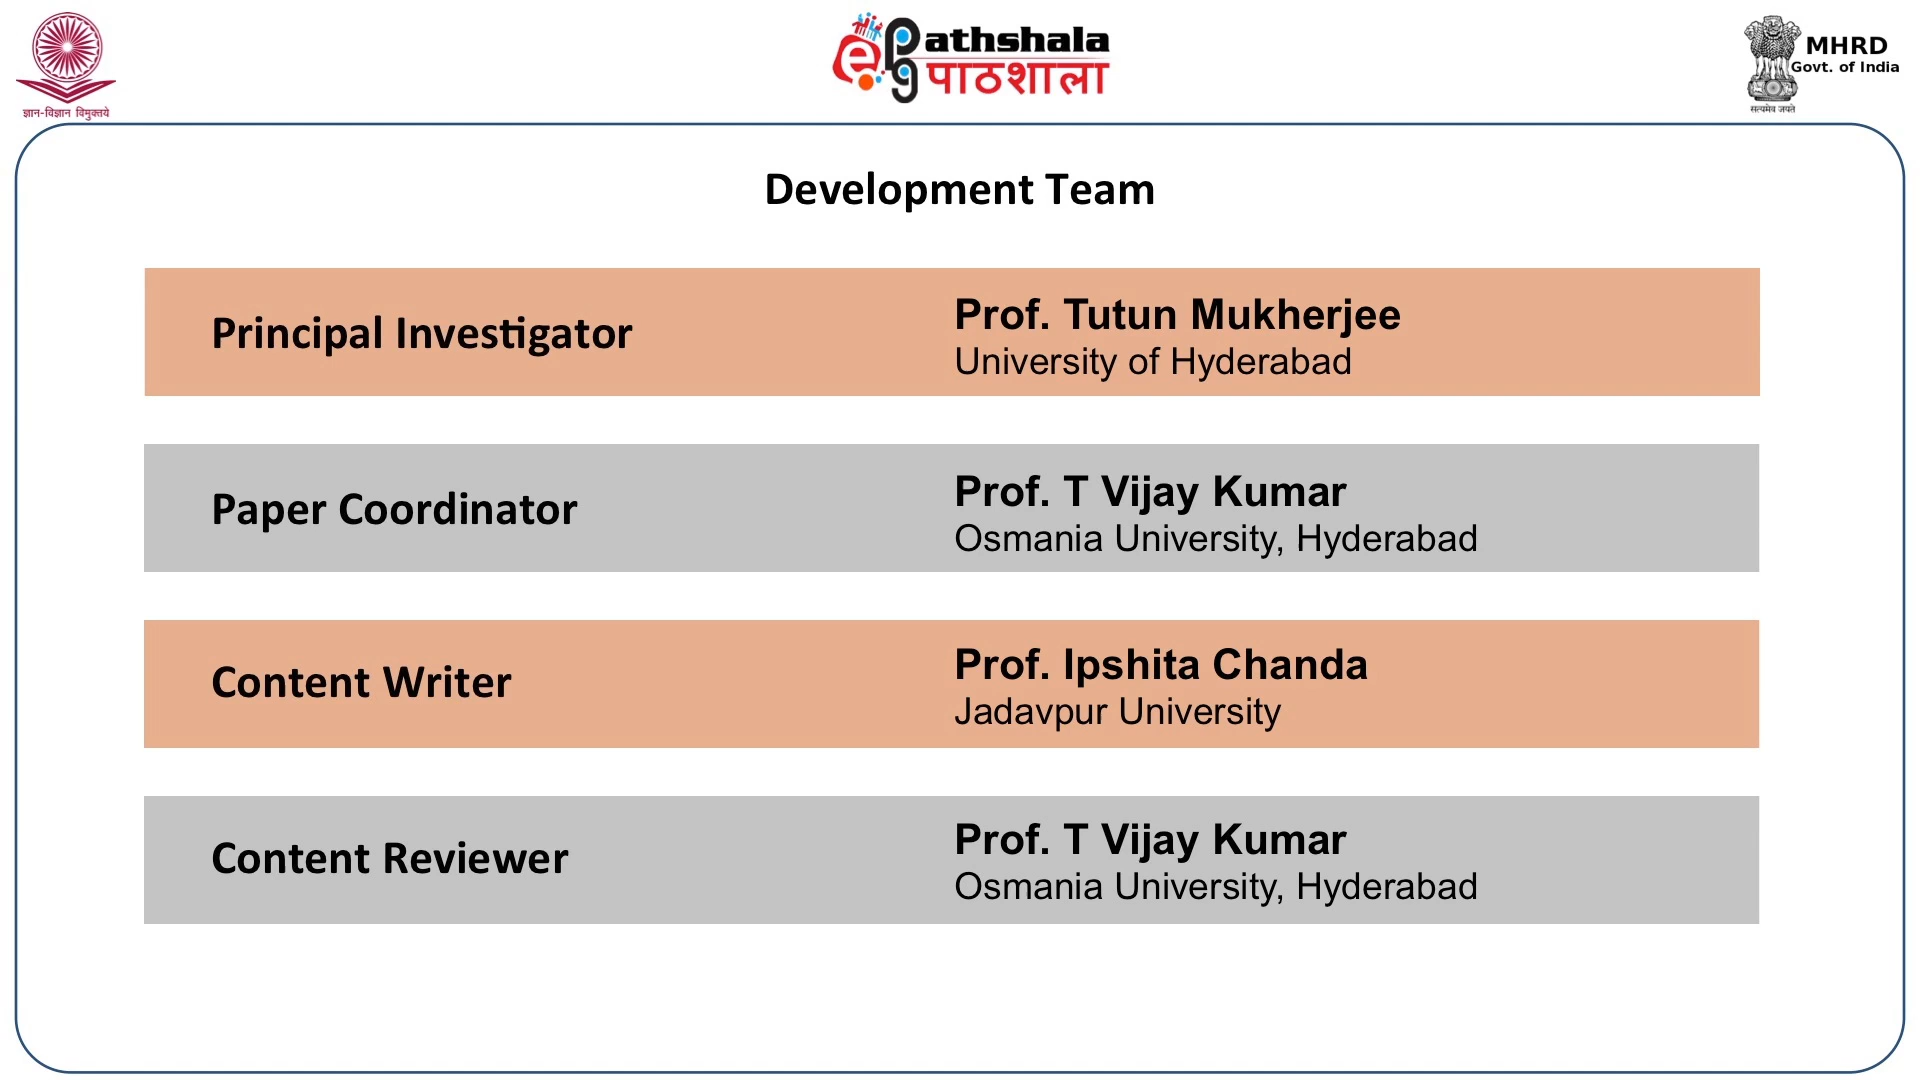 ज्ञान-विज्ञान विमुक्तये
ePG Pathshala
पाठशाला
MHRD
Govt. of India
सत्यमेव जयते
Development Team
Principal Investigator
Prof. Tutun Mukherjee
University of Hyderabad
Paper Coordinator
Prof. T Vijay Kumar
Osmania University, Hyderabad
Content Writer
Prof. Ipshita Chanda
Jadavpur University
Content Reviewer
Prof. T Vijay Kumar
Osmania University, Hyderabad